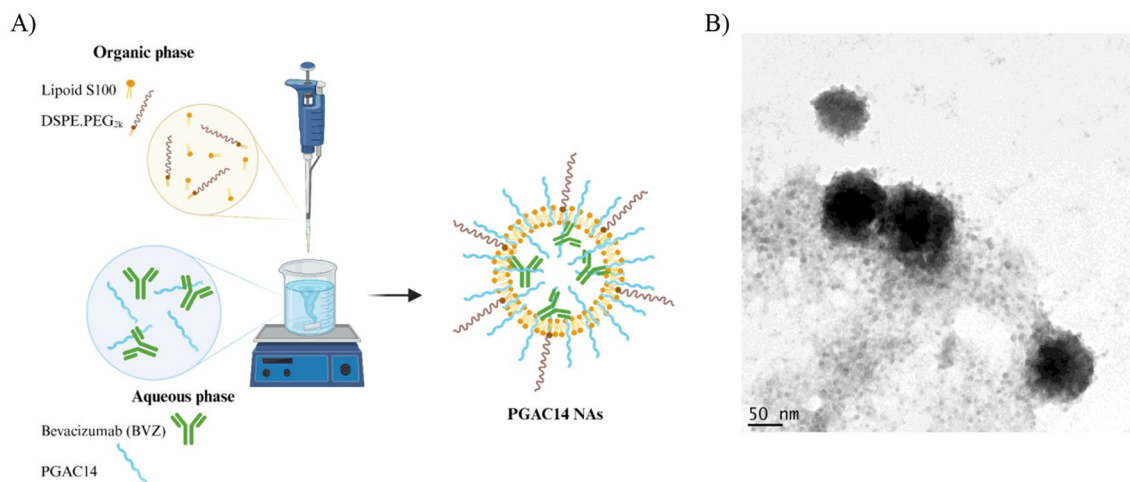 A)
Organic phase
Lipoid S100
DSPE.PEG2k
Aqueous phase
Bevacizumab (BVZ)
PGAC14
PGAC14 NAs
B)
50 nm